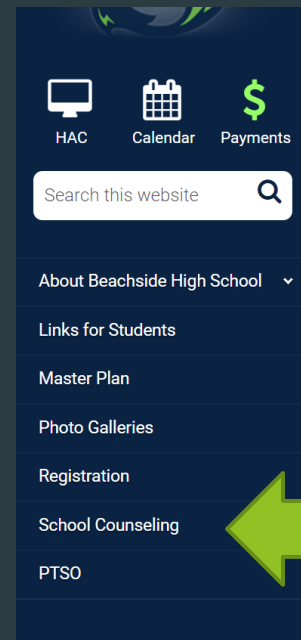 HAC Calendar Payments
Search this website
About Beachside High School
Links for Students
Master Plan
Photo Galleries
Registration
School Counseling
PTSO